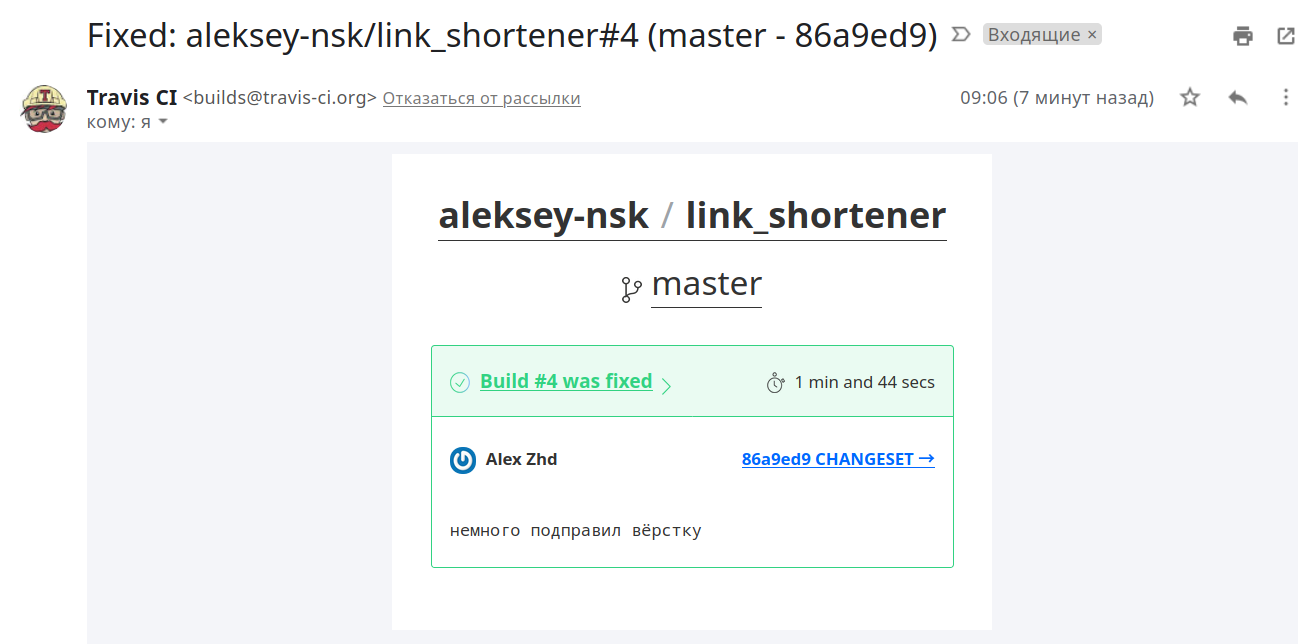 Fixed: aleksey-nsk/link_shortener#4 (master - 86a9ed9) Входящие ×
Travis CI <builds@travis-ci.org> Отказаться от рассылки 09:06 (7 минут назад)
кому: я
aleksey-nsk / link_shortener
master
Build #4 was fixed 1 min and 44 secs
Alex Zhd 86a9ed9 CHANGESET →
немного подправил вёрстку